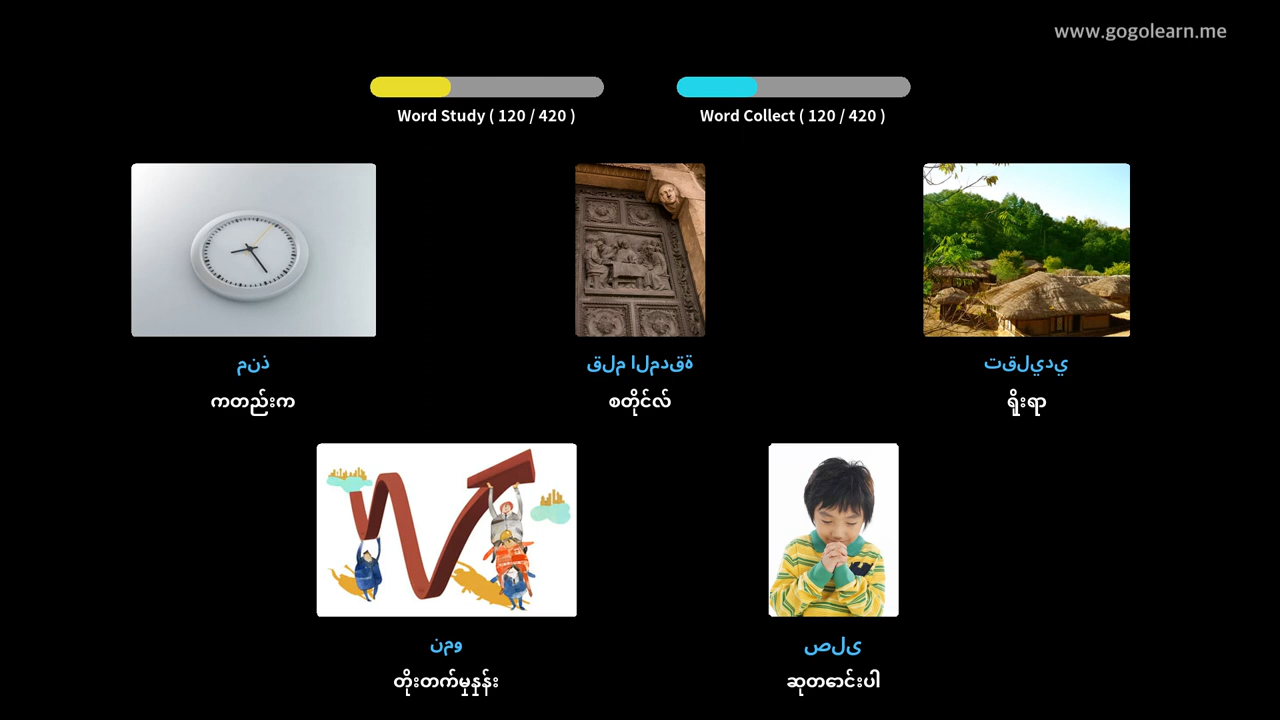 www.gogolearn.me
Word Study ( 120 / 420 )
Word Collect ( 120 / 420 )
منذ
قلم المدقة
تقليدي
ကတည်းက
စတိုင်လ်
ရိုးရာ
نمو
صلى
တိုးတက်မှုနှုန်း
ဆုတောင်းပါ